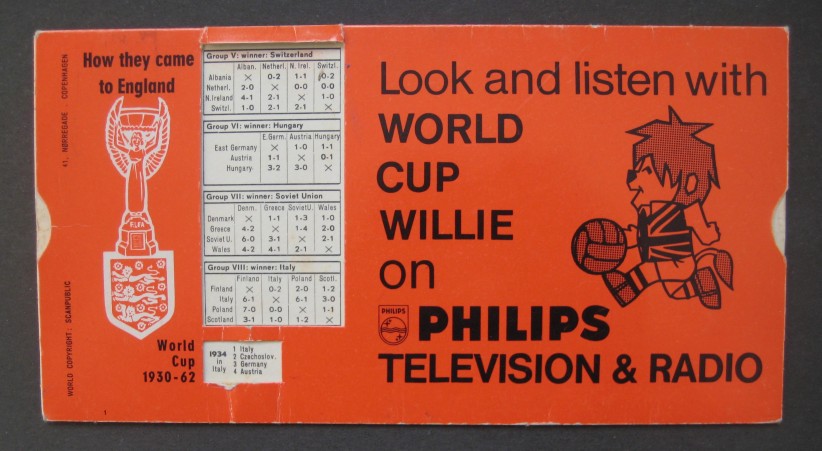 How they came
to England
41, NØRREGADE COPENHAGEN
WORLD COPYRIGHT: SCANPUBLIC
FIFA
World
Cup
1930-62
1
Group V: winner: Switzerland
Alban. Netherl. N. Irel. Switzl.
Albania × 0-2 1-1 0-2
Netherl. 2-0 × 0-0 0-0
N.Ireland 4-1 2-1 × 1-0
Switzl. 1-0 2-1 2-1 ×
Group VI: winner: Hungary
E.Germ. Austria Hungary
East Germany × 1-0 1-1
Austria 1-1 × 0-1
Hungary 3-2 3-0 ×
Group VII: winner: Soviet Union
Denm. Greece SovietU. Wales
Denmark × 1-1 1-3 1-0
Greece 4-2 × 1-4 2-0
SovietU. 6-0 3-1 × 2-1
Wales 4-2 4-1 2-1 ×
Group VIII: winner: Italy
Finland Italy Poland Scotl.
Finland × 0-2 2-0 1-2
Italy 6-1 × 6-1 3-0
Poland 7-0 0-0 × 1-1
Scotland 3-1 1-0 1-2 ×
1934 in Italy
1 Italy
2 Czechoslov.
3 Germany
4 Austria
Look and listen with
WORLD
CUP
WILLIE
on
PHILIPS
PHILIPS
TELEVISION & RADIO